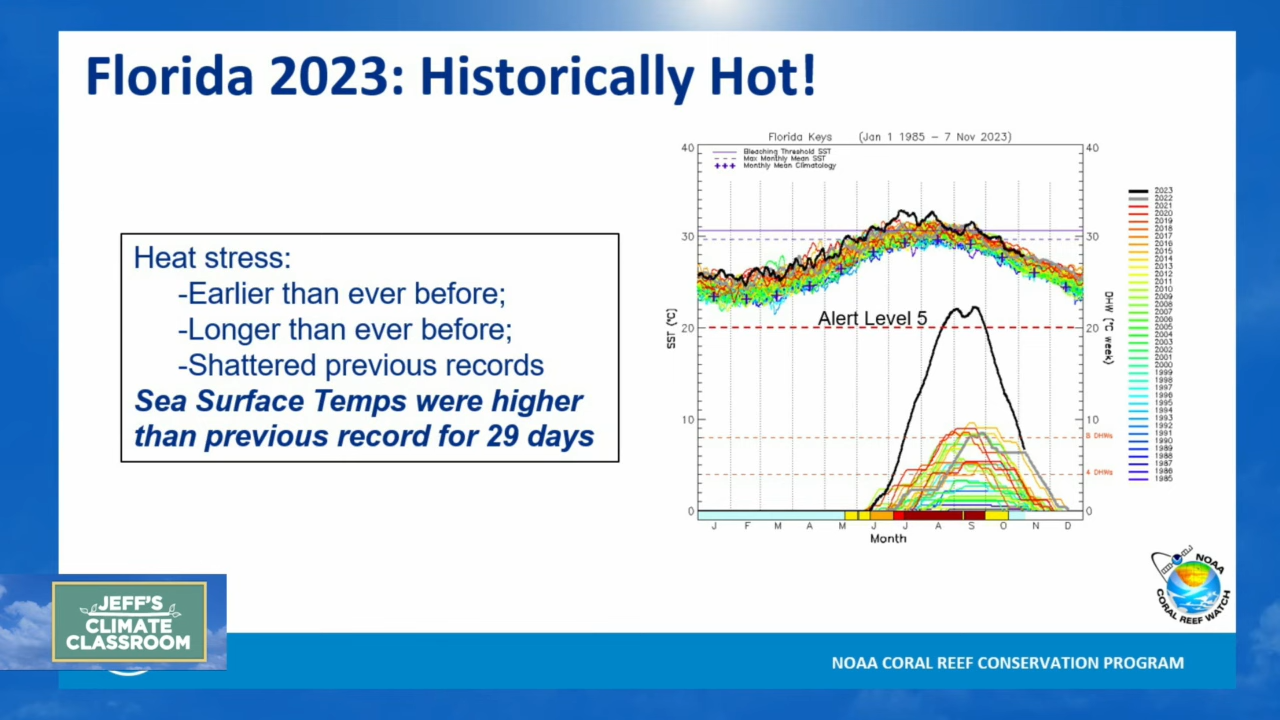 Florida 2023: Historically Hot!
Heat stress:
-Earlier than ever before;
-Longer than ever before;
-Shattered previous records
Sea Surface Temps were higher
than previous record for 29 days
Florida Keys (Jan 1 1985 – 7 Nov 2023)
Bleaching Threshold SST
Max Monthly Mean SST
Monthly Mean Climatology
40
30
20
10
0
SST (°C)
Alert Level 5
40
30
20
10
0
DHW (°C week)
8 DHWs
4 DHWs
J F M A M J J A S O N D
Month
2023
2022
2021
2020
2019
2018
2017
2016
2015
2014
2013
2012
2011
2010
2009
2008
2007
2006
2005
2004
2003
2002
2001
2000
1999
1998
1997
1996
1995
1994
1993
1992
1991
1990
1989
1988
1987
1986
1985
NOAA
CORAL REEF WATCH
JEFF'S
CLIMATE
CLASSROOM
NOAA CORAL REEF CONSERVATION PROGRAM